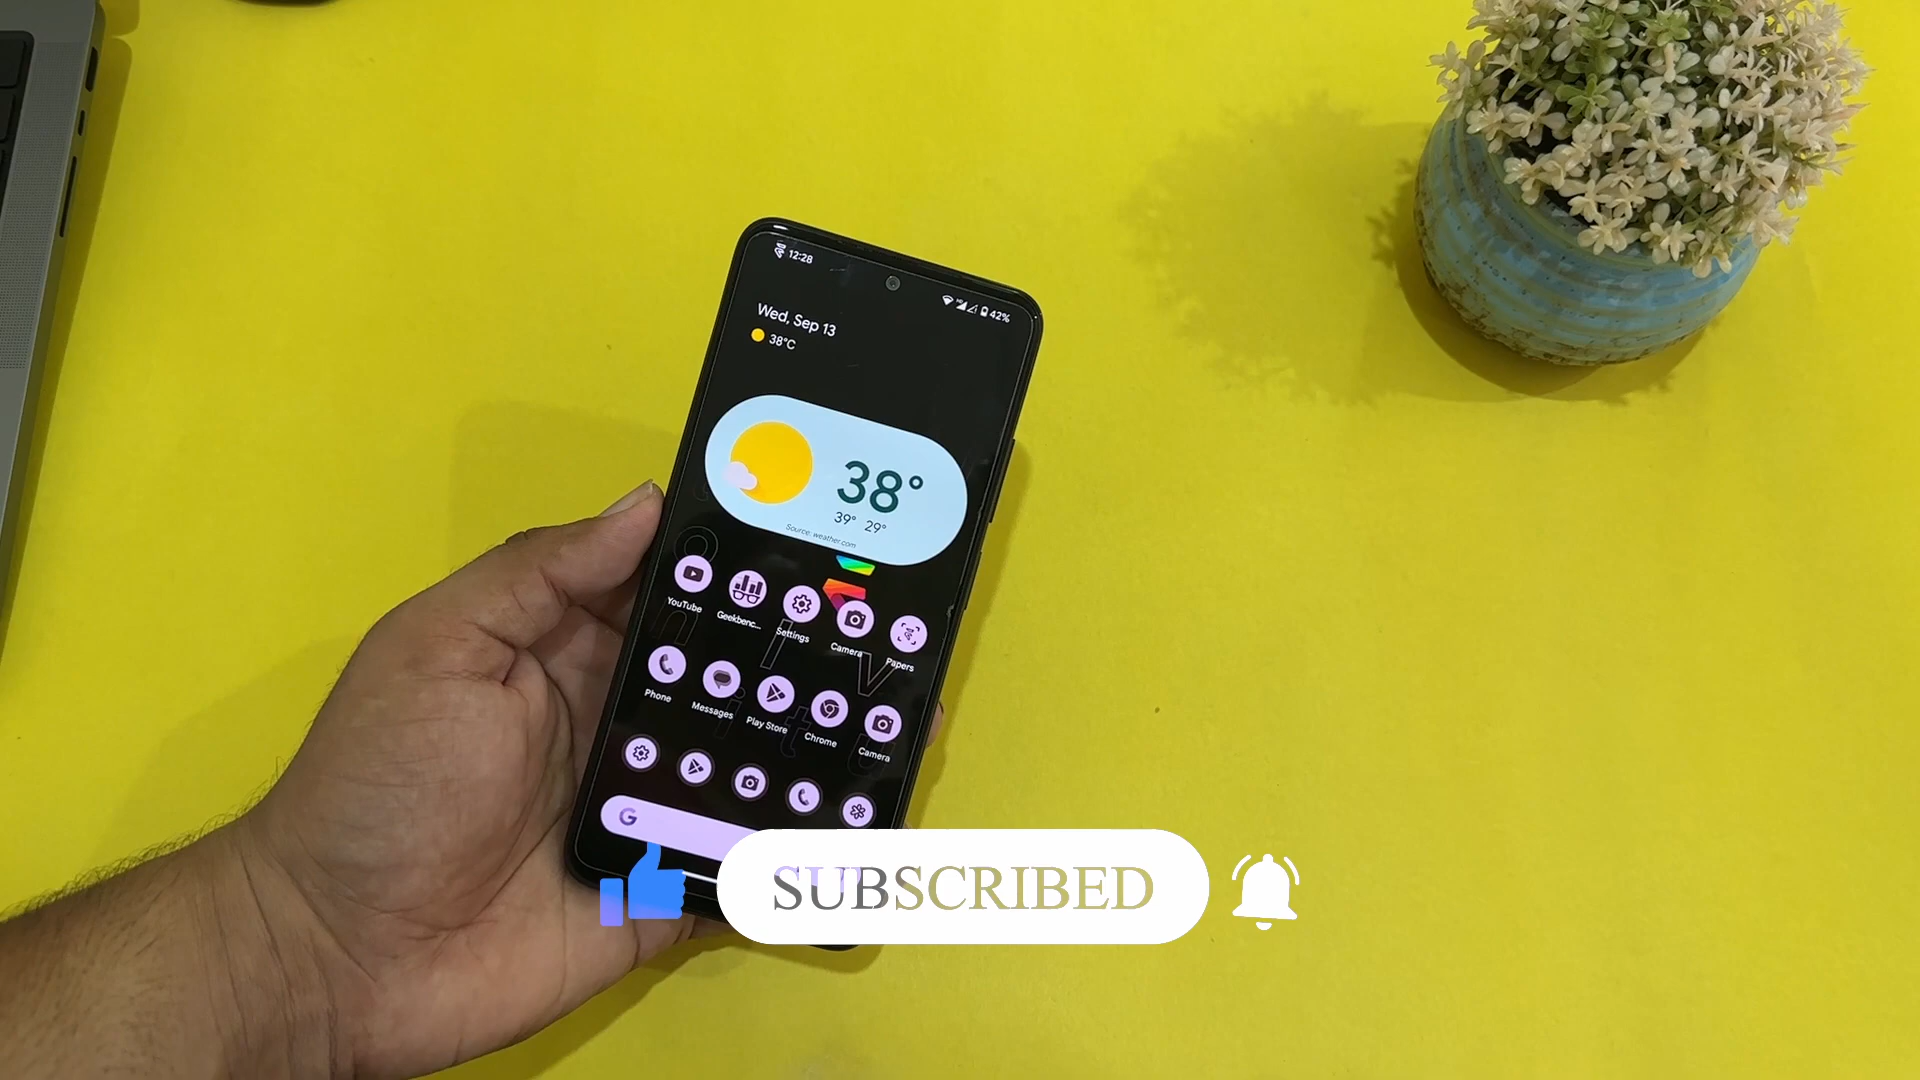 12:28
42%
Wed, Sep 13
38°C
38°
39° 29°
Source: weather.com
YouTube
Geekbenc...
Settings
Camera
Papers
Phone
Messages
Play Store
Chrome
Camera
G
SUBSCRIBED